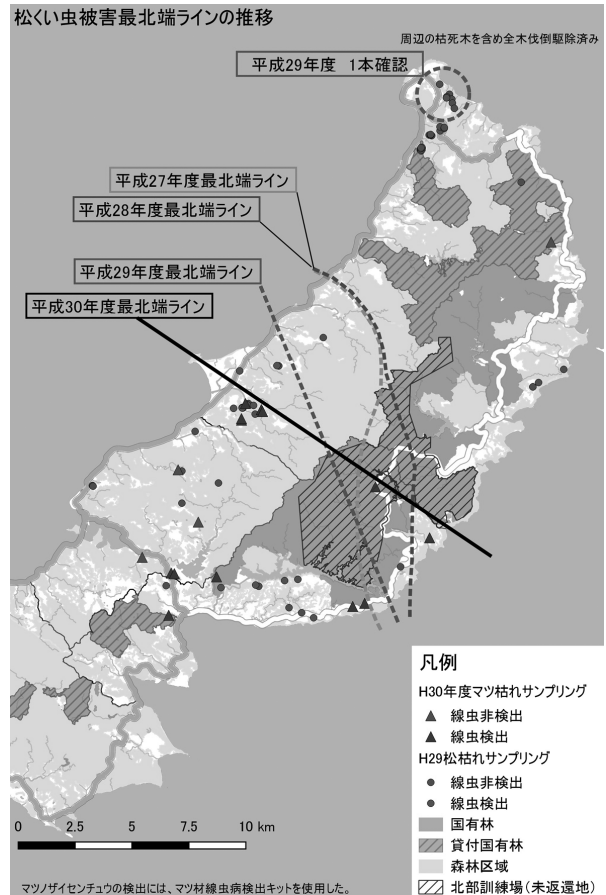 松くい虫被害最北端ラインの推移
周辺の枯死木を含め全木伐倒駆除済み
平成29年度 1本確認
平成27年度最北端ライン
平成28年度最北端ライン
平成29年度最北端ライン
平成30年度最北端ライン
凡例
H30年度マツ枯れサンプリング
線虫非検出
線虫検出
H29松枯れサンプリング
線虫非検出
線虫検出
国有林
貸付国有林
森林区域
北部訓練場(未返還地)
0 2.5 5 7.5 10 km
マツノザイセンチュウの検出には、マツ材線虫病検出キットを使用した。